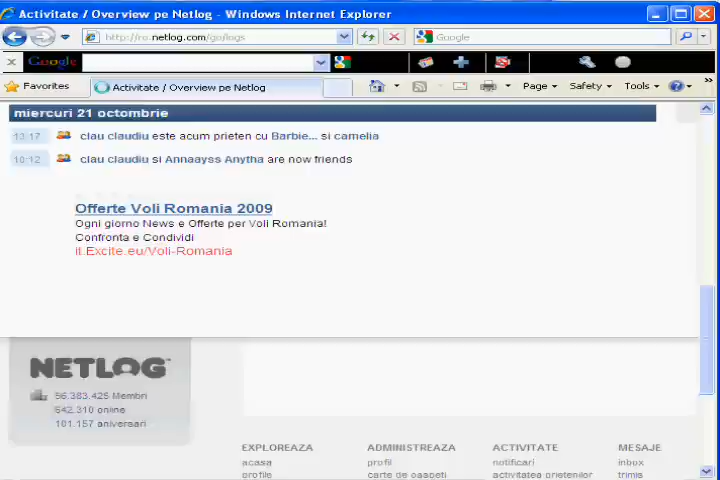 Activitate / Overview pe Netlog - Windows Internet Explorer
http://ro.netlog.com/go/logs
Google
Google
Favorites
Activitate / Overview pe Netlog
Page
Safety
Tools
miercuri 21 octombrie
13:17 clau claudiu este acum prieten cu Barbie... si camelia
10:12 clau claudiu si Annaayss Anytha are now friends
Offerte Voli Romania 2009
Ogni giorno News e Offerte per Voli Romania!
Confronta e Condividi
it.Excite.eu/Voli-Romania
NETLOG
56.383.425 Membri
642.310 online
101.157 aniversari
EXPLOREAZA ADMINISTREAZA ACTIVITATE MESAJE
acasa profil notificari inbox
profile carte de oaspeti activitatea prietenilor trimis